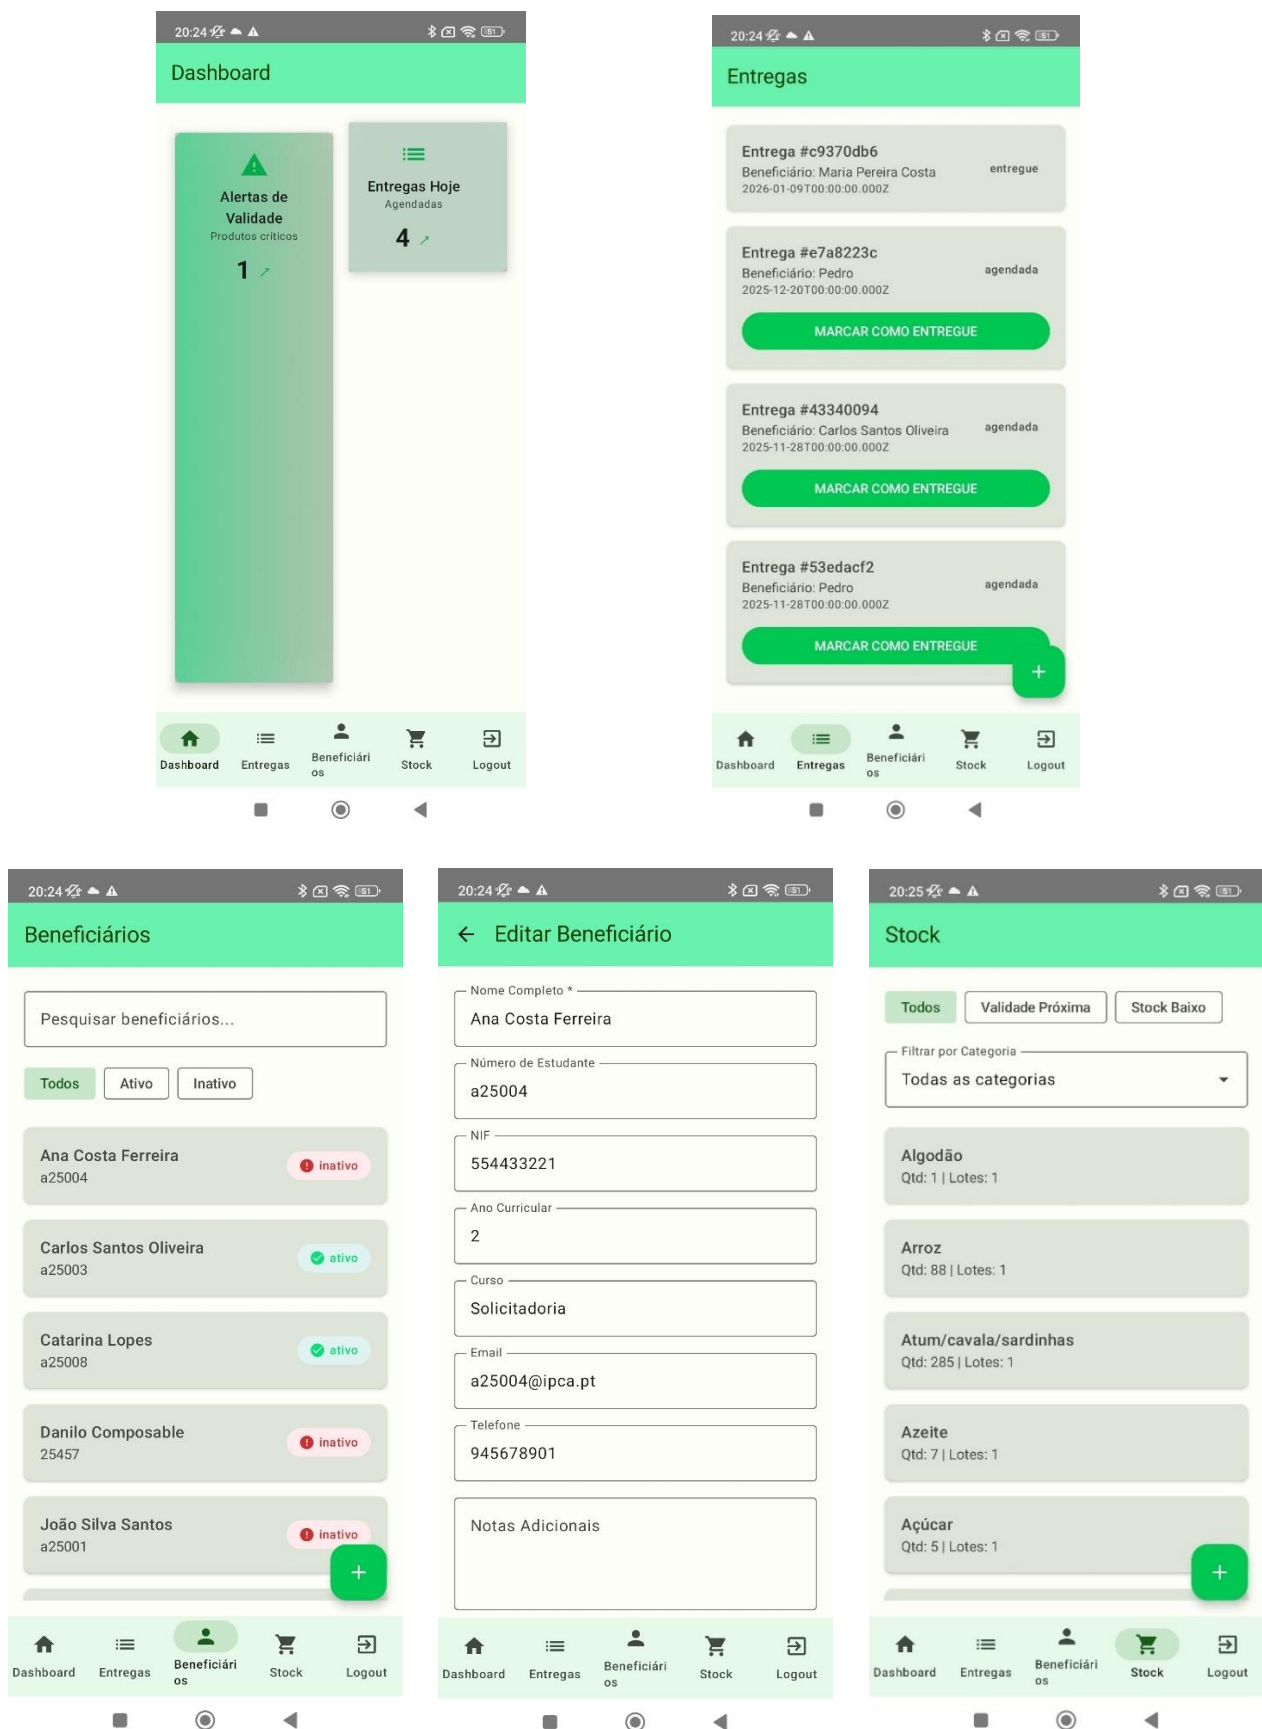 20:24
51
Dashboard
Alertas de
Validade
Produtos críticos
1
Entregas Hoje
Agendadas
4
Dashboard
Entregas
Beneficiári
os
Stock
Logout
20:24
51
Entregas
Entrega #c9370db6
Beneficiário: Maria Pereira Costa
2026-01-09T00:00:00.000Z
entregue
Entrega #e7a8223c
Beneficiário: Pedro
2025-12-20T00:00:00.000Z
agendada
MARCAR COMO ENTREGUE
Entrega #43340094
Beneficiário: Carlos Santos Oliveira
2025-11-28T00:00:00.000Z
agendada
MARCAR COMO ENTREGUE
Entrega #53edacf2
Beneficiário: Pedro
2025-11-28T00:00:00.000Z
agendada
MARCAR COMO ENTREGUE
+
Dashboard
Entregas
Beneficiári
os
Stock
Logout
20:24
51
Beneficiários
Pesquisar beneficiários...
Todos
Ativo
Inativo
Ana Costa Ferreira
a25004
inativo
Carlos Santos Oliveira
a25003
ativo
Catarina Lopes
a25008
ativo
Danilo Composable
25457
inativo
João Silva Santos
a25001
inativo
+
Dashboard
Entregas
Beneficiári
os
Stock
Logout
20:24
51
Editar Beneficiário
Nome Completo *
Ana Costa Ferreira
Número de Estudante
a25004
NIF
554433221
Ano Curricular
2
Curso
Solicitadoria
Email
a25004@ipca.pt
Telefone
945678901
Notas Adicionais
Dashboard
Entregas
Beneficiári
os
Stock
Logout
20:25
51
Stock
Todos
Validade Próxima
Stock Baixo
Filtrar por Categoria
Todas as categorias
Algodão
Qtd: 1 | Lotes: 1
Arroz
Qtd: 88 | Lotes: 1
Atum/cavala/sardinhas
Qtd: 285 | Lotes: 1
Azeite
Qtd: 7 | Lotes: 1
Açúcar
Qtd: 5 | Lotes: 1
+
Dashboard
Entregas
Beneficiári
os
Stock
Logout